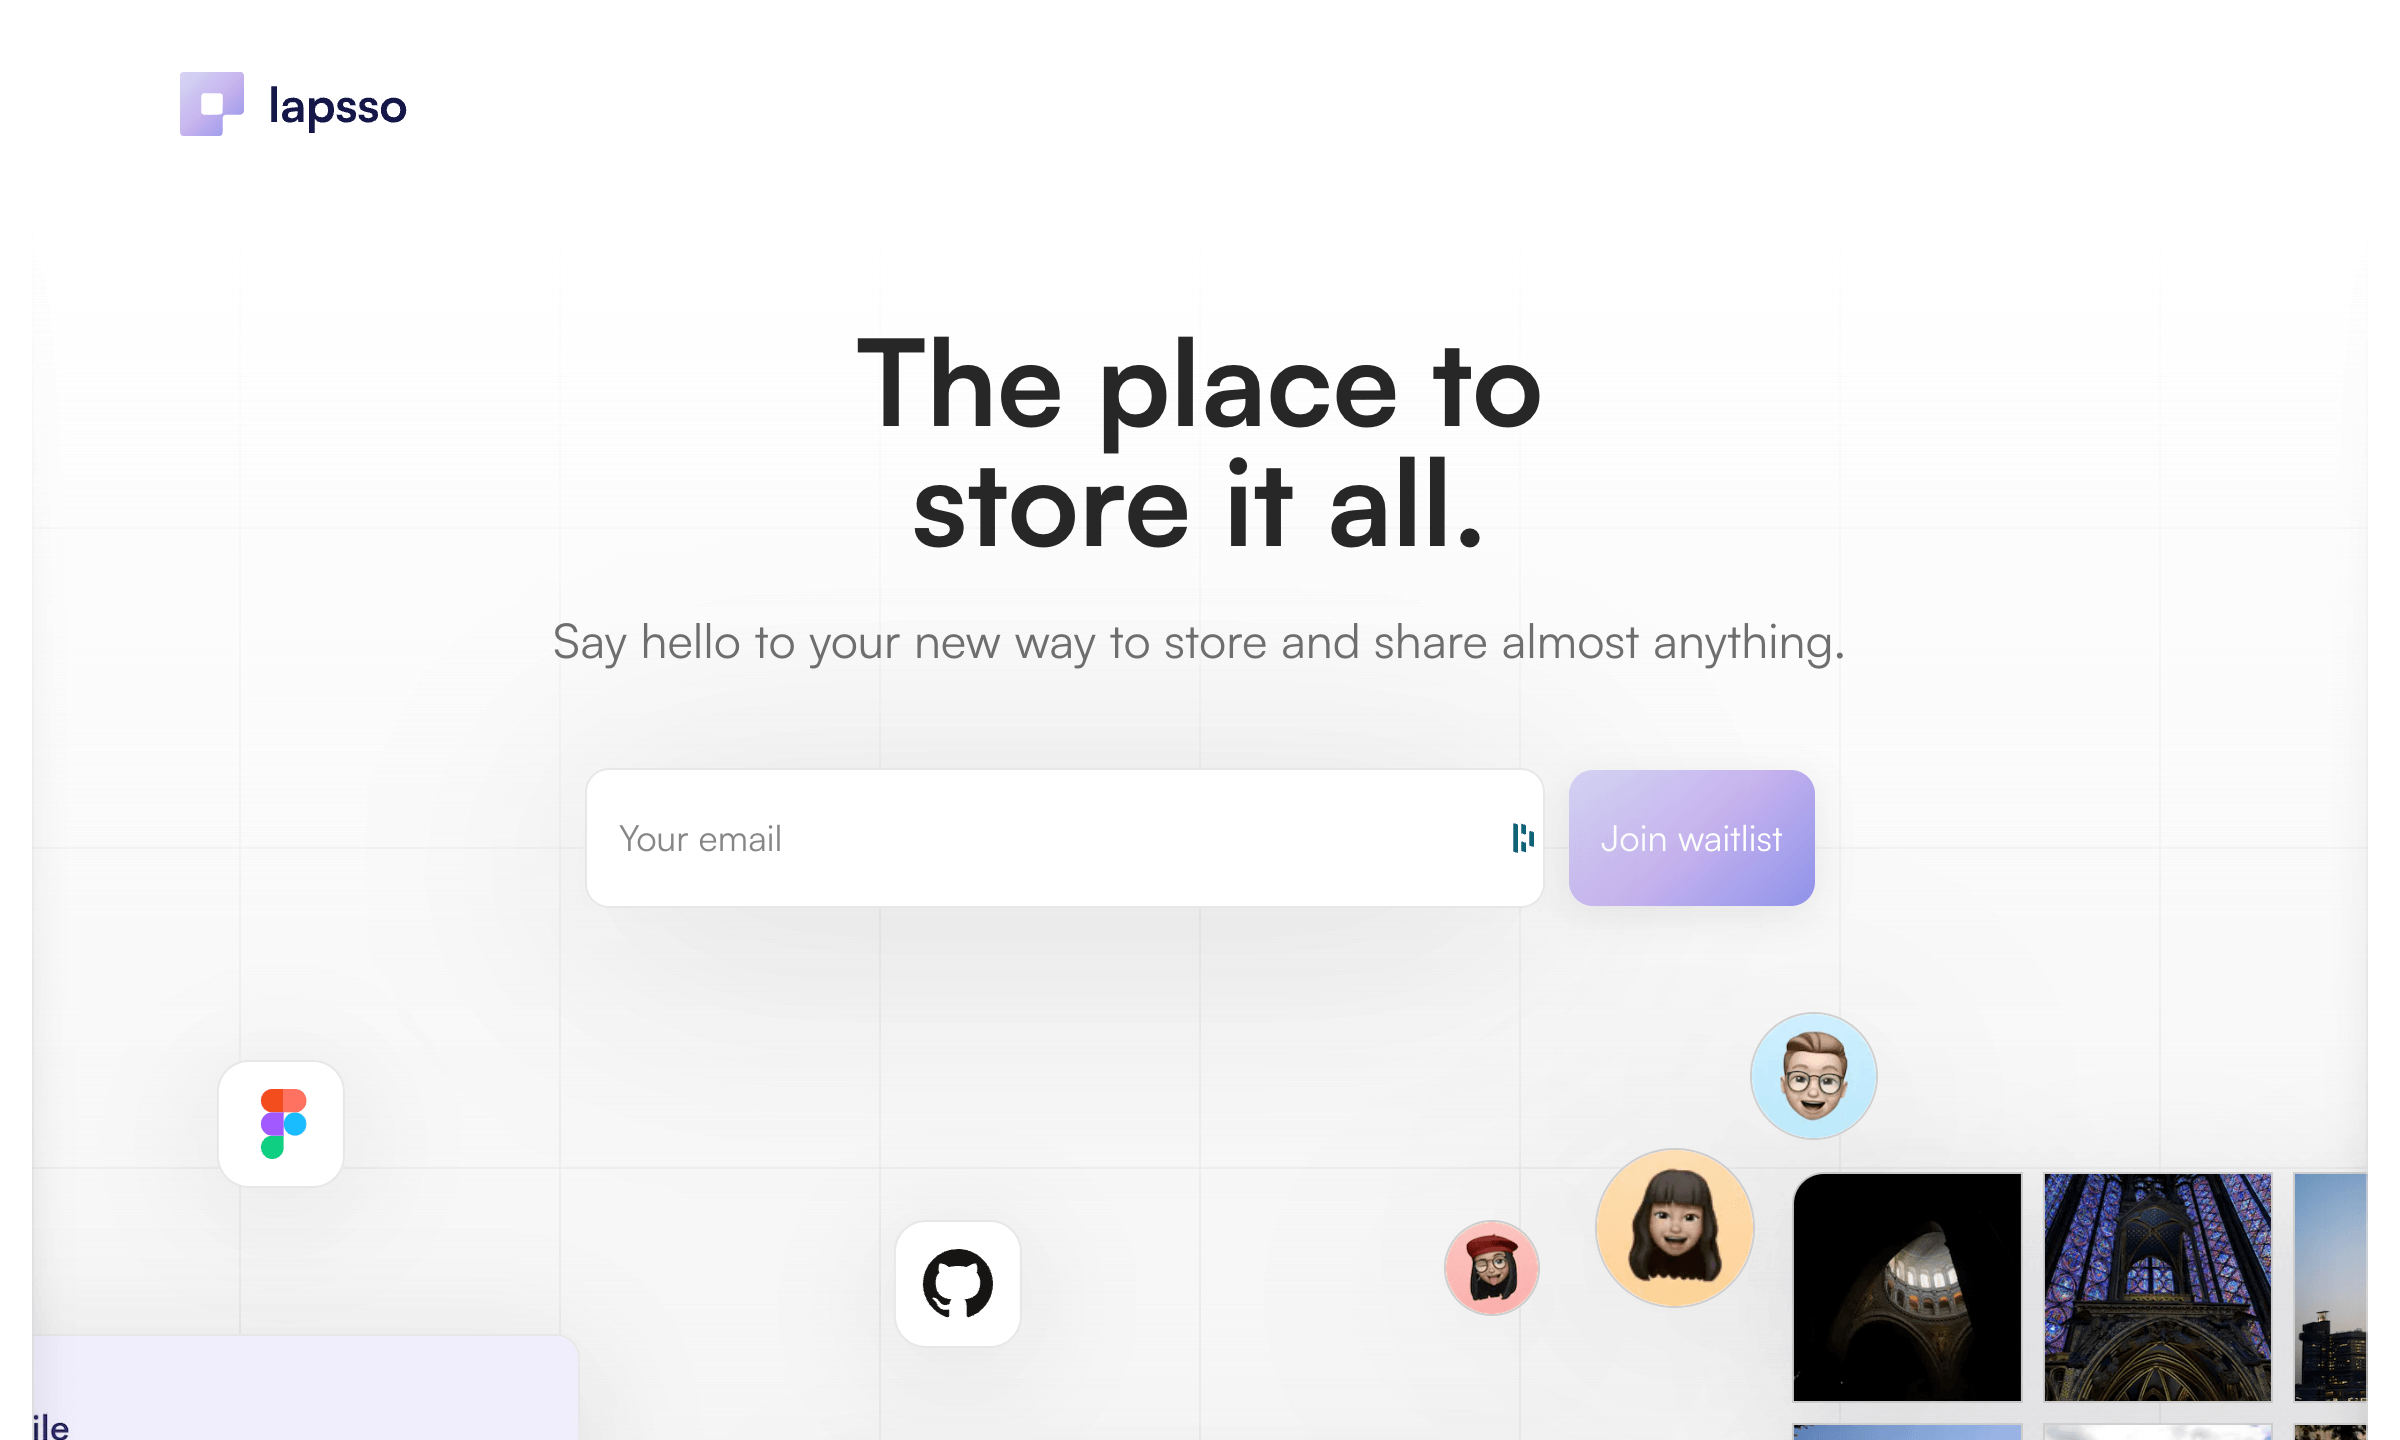 lapsso
The place to
store it all.
Say hello to your new way to store and share almost anything.
Your email
Join waitlist
ile